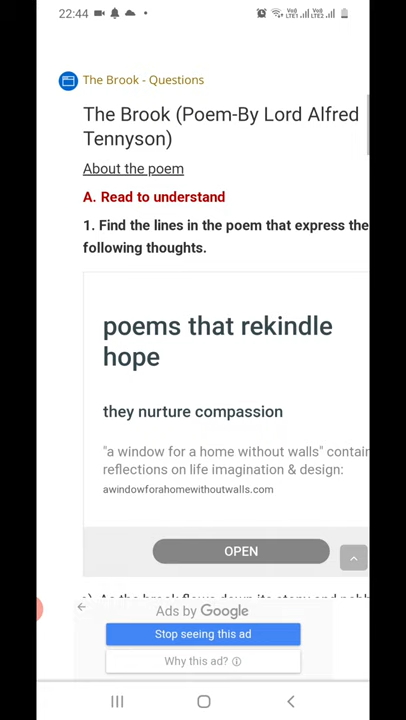 22:44
The Brook - Questions
The Brook (Poem-By Lord Alfred
Tennyson)
About the poem
A. Read to understand
1. Find the lines in the poem that express the
following thoughts.
poems that rekindle
hope
they nurture compassion
"a window for a home without walls" contain
reflections on life imagination & design:
awindowforahomewithoutwalls.com
OPEN
Ads by Google
Stop seeing this ad
Why this ad?